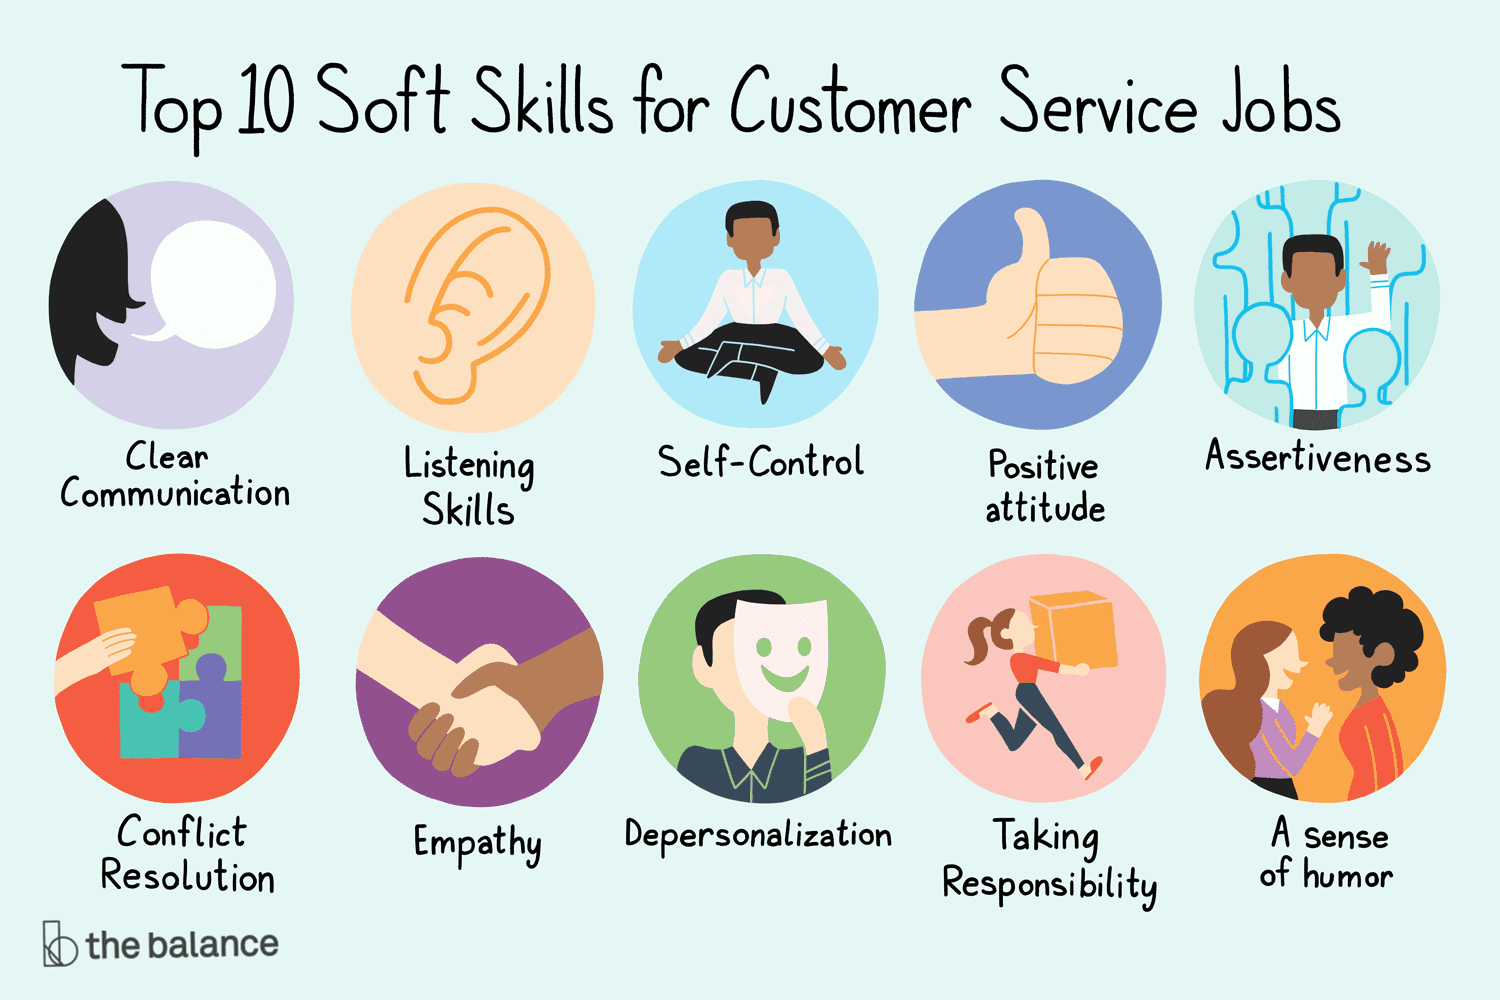 Top 10 Soft Skills for Customer Service Jobs
Clear
Communication
Listening
Skills
Self-Control
Positive
attitude
Assertiveness
Conflict
Resolution
Empathy
Depersonalization
Taking
Responsibility
A sense
of humor
the balance